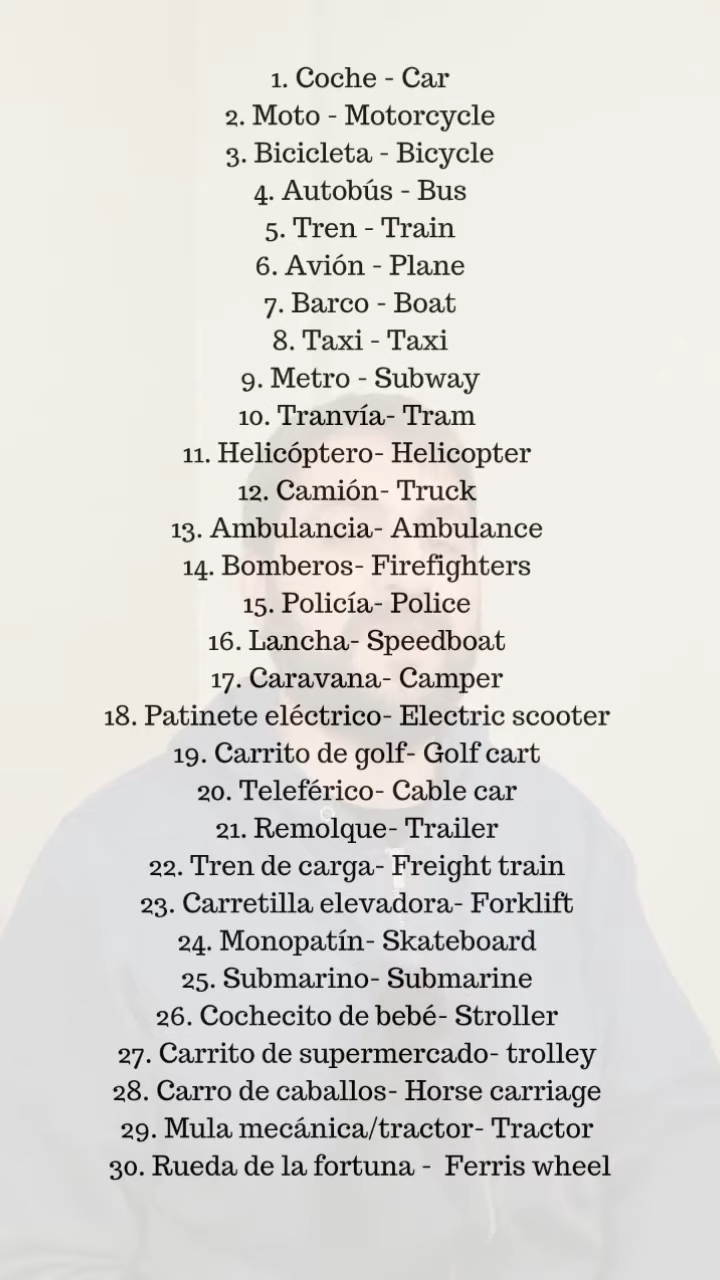 1. Coche - Car
2. Moto - Motorcycle
3. Bicicleta - Bicycle
4. Autobús - Bus
5. Tren - Train
6. Avión - Plane
7. Barco - Boat
8. Taxi - Taxi
9. Metro - Subway
10. Tranvía- Tram
11. Helicóptero- Helicopter
12. Camión- Truck
13. Ambulancia- Ambulance
14. Bomberos- Firefighters
15. Policía- Police
16. Lancha- Speedboat
17. Caravana- Camper
18. Patinete eléctrico- Electric scooter
19. Carrito de golf- Golf cart
20. Teleférico- Cable car
21. Remolque- Trailer
22. Tren de carga- Freight train
23. Carretilla elevadora- Forklift
24. Monopatín- Skateboard
25. Submarino- Submarine
26. Cochecito de bebé- Stroller
27. Carrito de supermercado- trolley
28. Carro de caballos- Horse carriage
29. Mula mecánica/tractor- Tractor
30. Rueda de la fortuna -  Ferris wheel